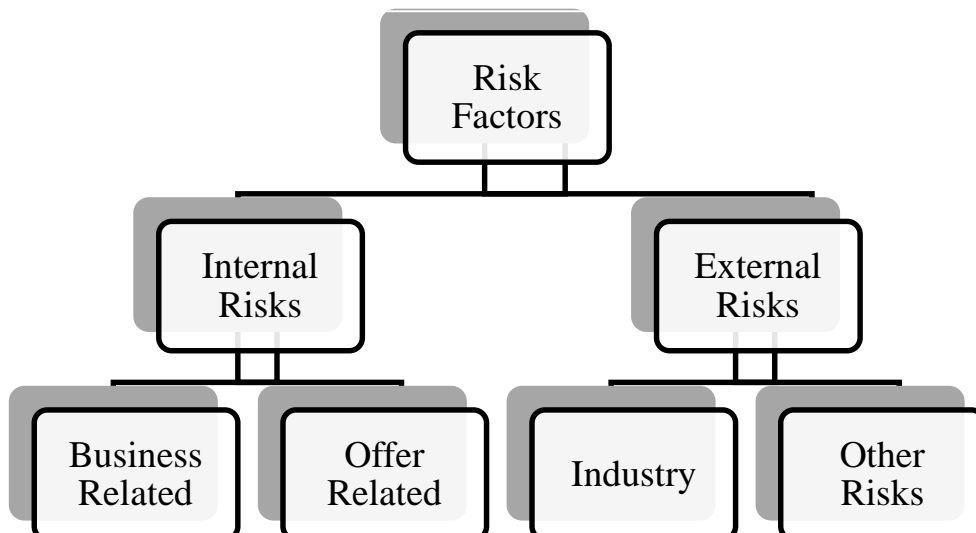 Risk
Factors
Internal
Risks
External
Risks
Business
Related
Offer
Related
Industry
Other
Risks